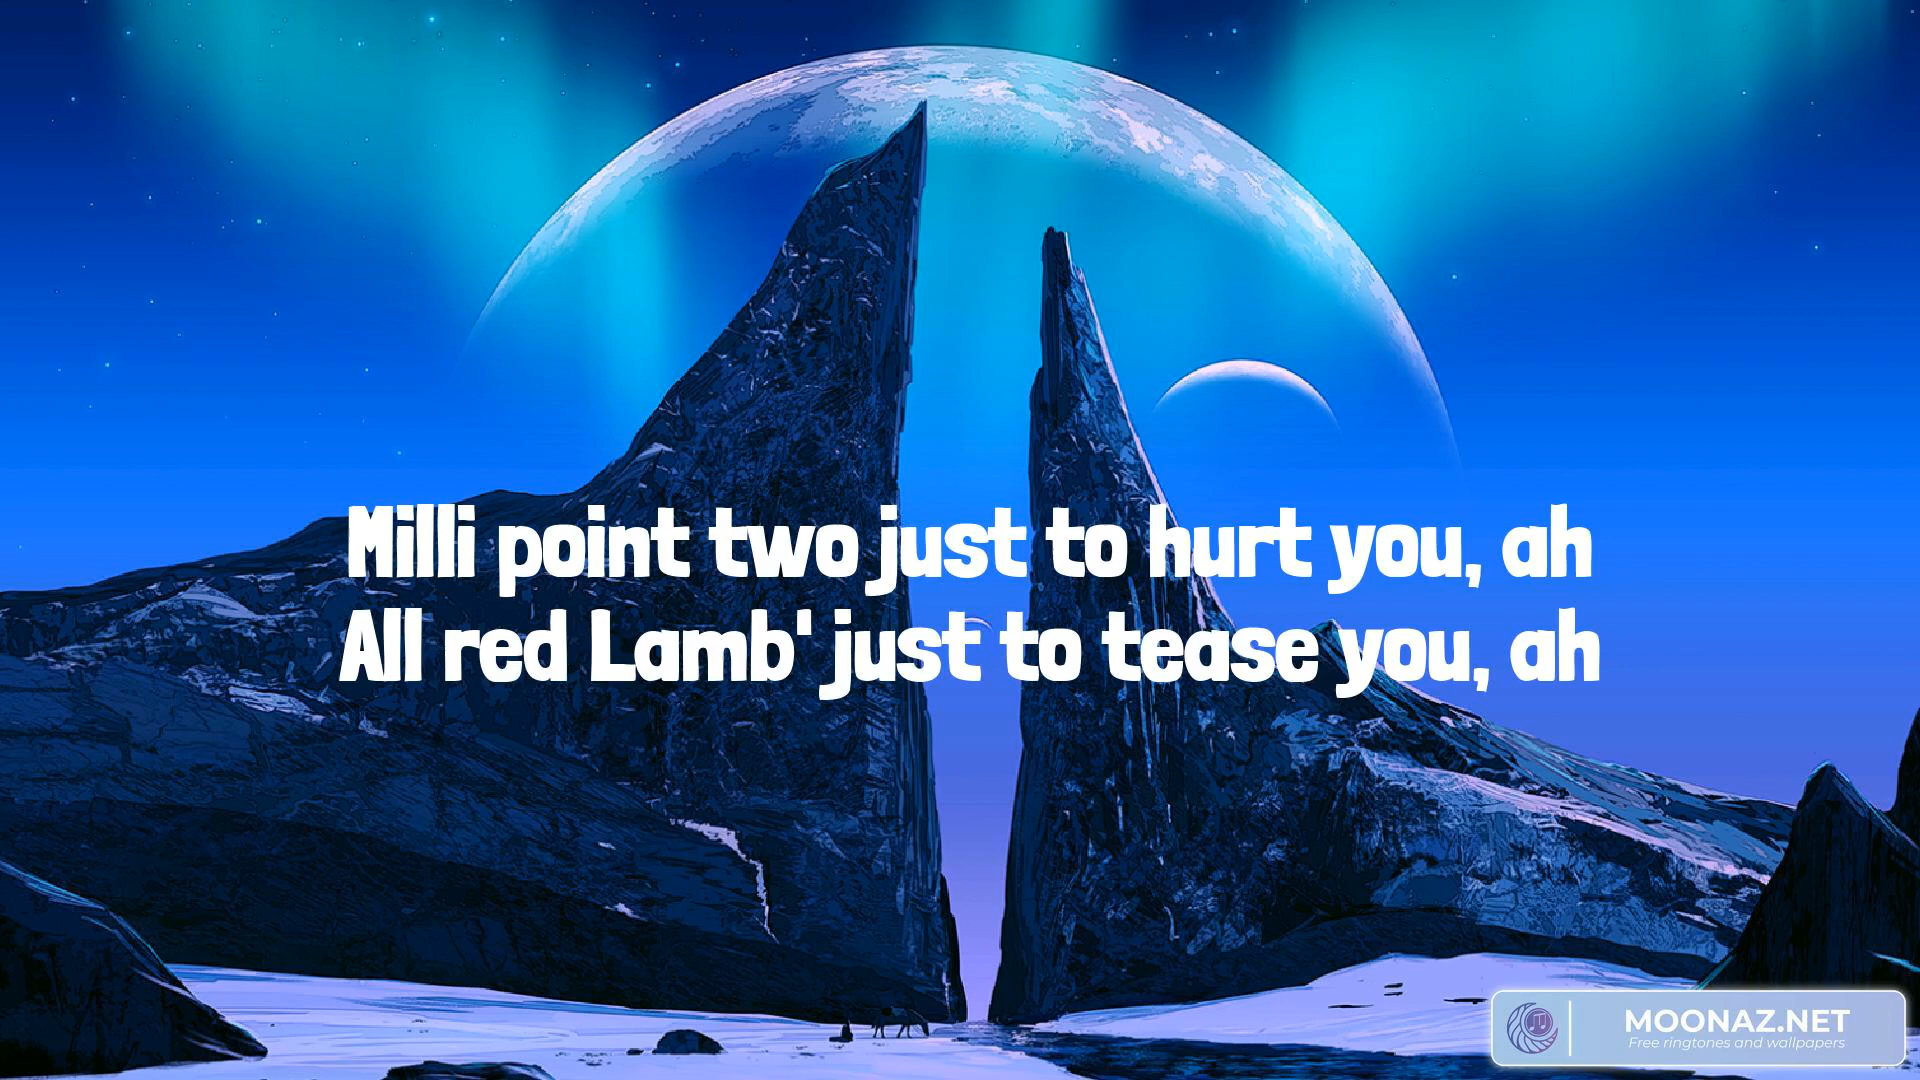 Milli point two just to hurt you, ah
All red Lamb' just to tease you, ah
MOONAZ.NET
Free ringtones and wallpapers